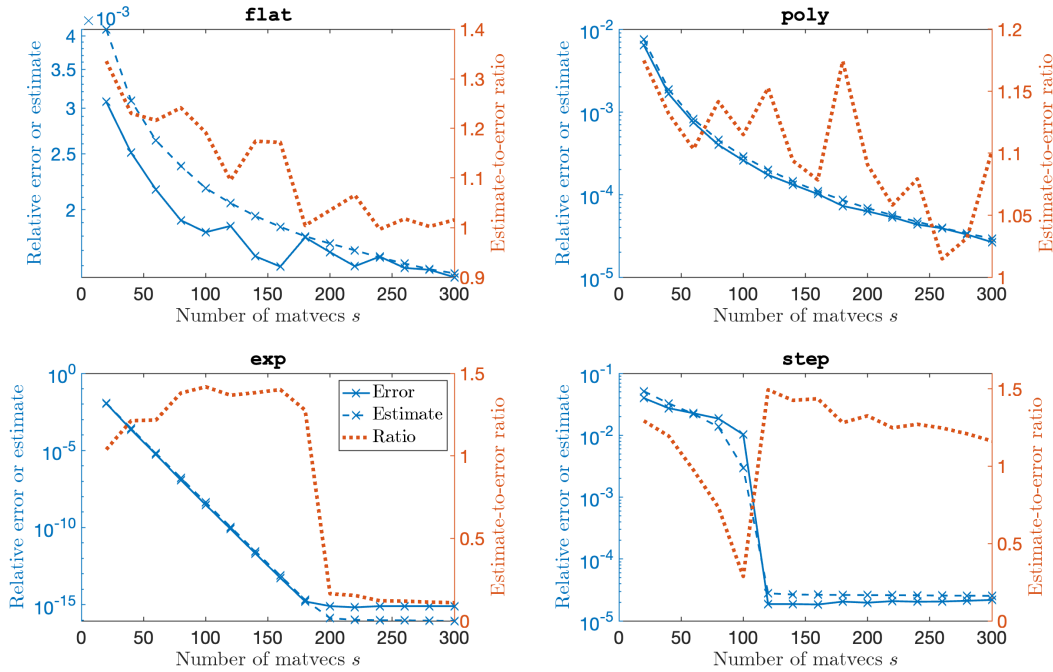 flat
×10⁻³
4
3.5
3
2.5
2
1.4
1.3
1.2
1.1
1
0.9
0 50 100 150 200 250 300
Relative error or estimate
Estimate-to-error ratio
Number of matvecs s
poly
10⁻²
10⁻³
10⁻⁴
10⁻⁵
1.2
1.15
1.1
1.05
1
0 50 100 150 200 250 300
Relative error or estimate
Estimate-to-error ratio
Number of matvecs s
exp
10⁰
10⁻⁵
10⁻¹⁰
10⁻¹⁵
1.5
1
0.5
0
Error
Estimate
Ratio
0 50 100 150 200 250 300
Relative error or estimate
Estimate-to-error ratio
Number of matvecs s
step
10⁻¹
10⁻²
10⁻³
10⁻⁴
10⁻⁵
1.5
1
0.5
0
0 50 100 150 200 250 300
Relative error or estimate
Estimate-to-error ratio
Number of matvecs s